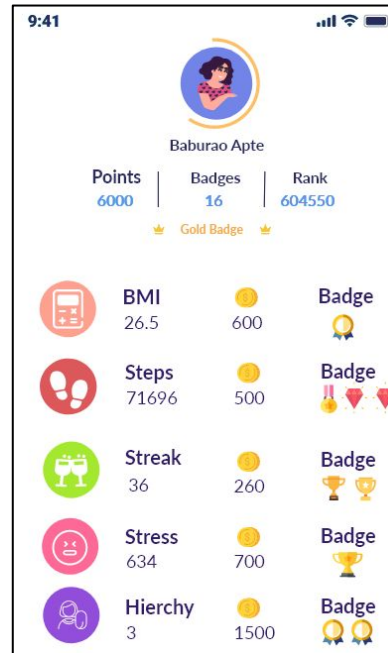 9:41
Baburao Apte
Points Badges Rank
6000 16 604550
Gold Badge
BMI Badge
26.5 600
Steps Badge
71696 500
Streak Badge
36 260
Stress Badge
634 700
Hierchy Badge
3 1500